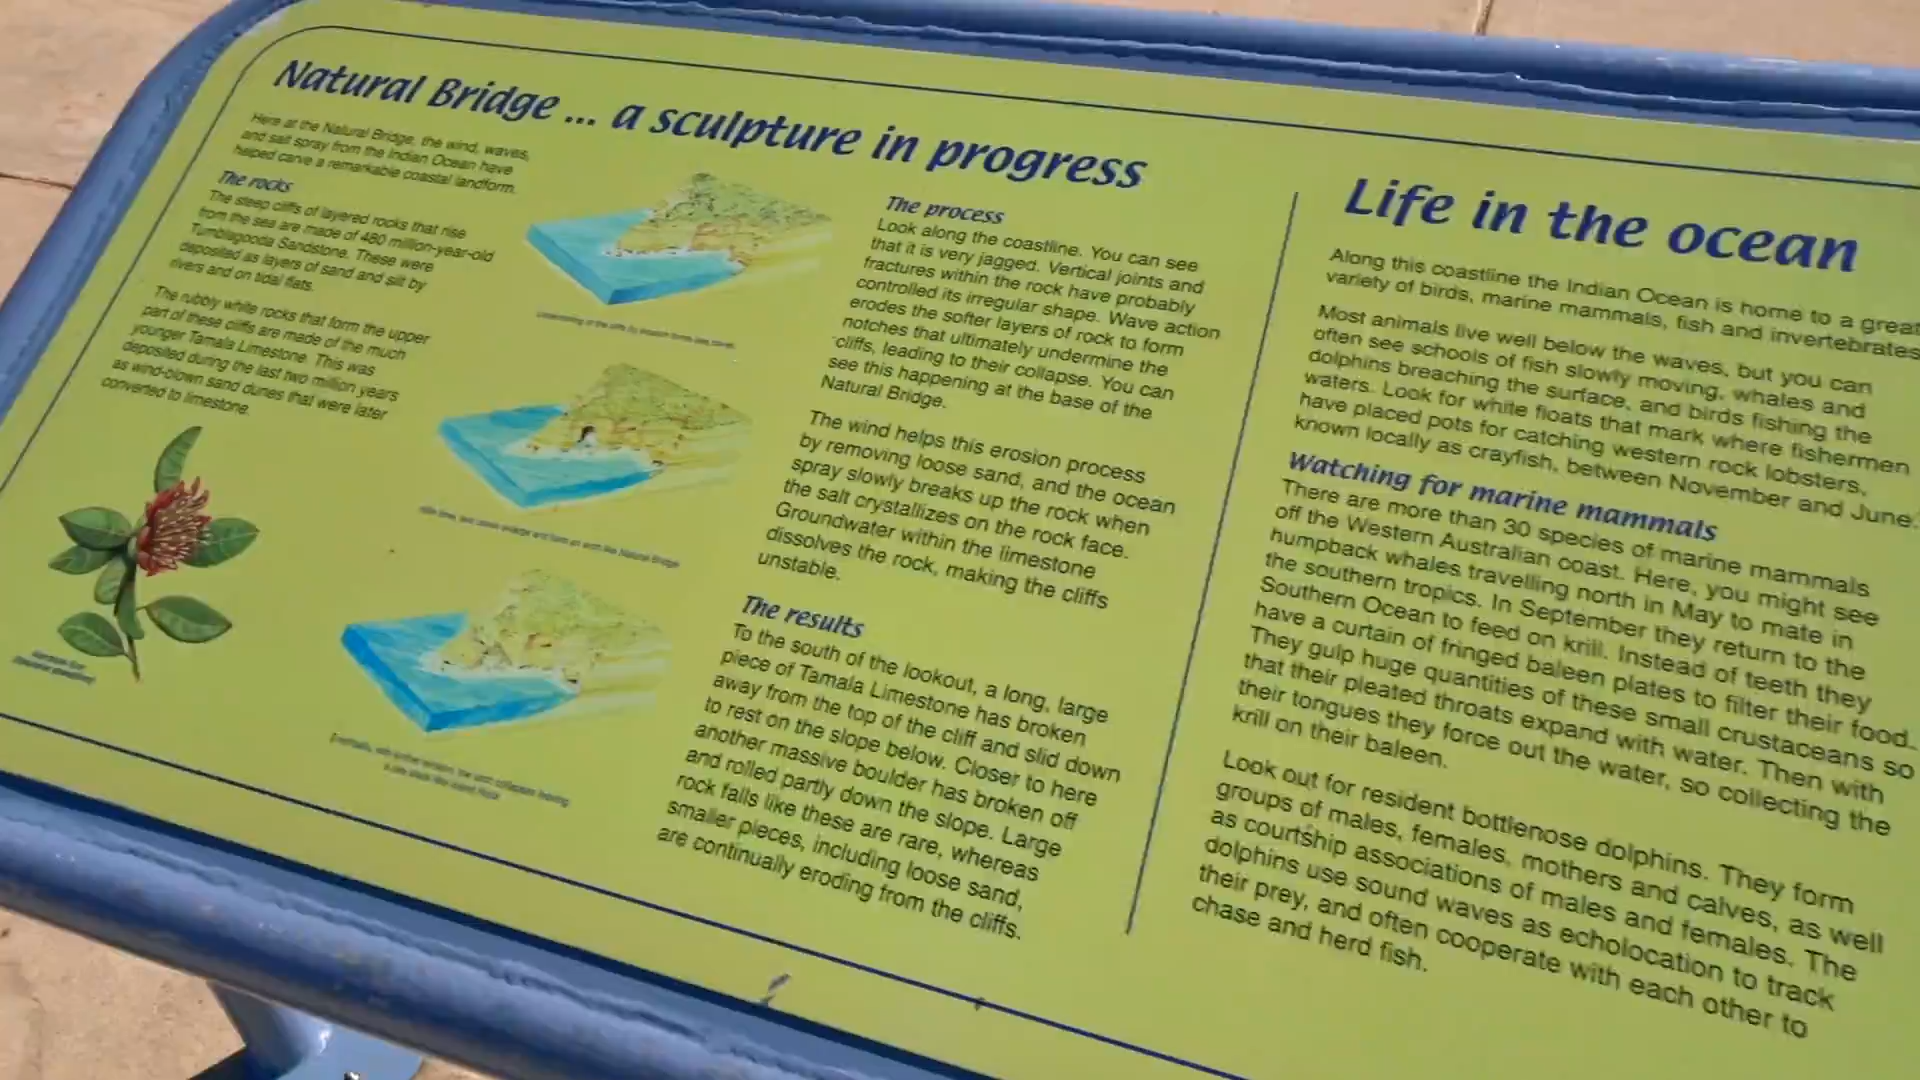 Natural Bridge ... a sculpture in progress
Here at the Natural Bridge, the wind, waves,
and salt spray from the Indian Ocean have
helped carve a remarkable coastal landform.
The rocks
The steep cliffs of layered rocks that rise
from the sea are made of 480 million-year-old
Tumblagooda Sandstone. These were
deposited as layers of sand and silt by
rivers and on tidal flats.
The rubbly white rocks that form the upper
part of these cliffs are made of the much
younger Tamala Limestone. This was
deposited during the last two million years
as wind-blown sand dunes that were later
converted to limestone.
The process
Look along the coastline. You can see
that it is very jagged. Vertical joints and
fractures within the rock have probably
controlled its irregular shape. Wave action
erodes the softer layers of rock to form
notches that ultimately undermine the
cliffs, leading to their collapse. You can
see this happening at the base of the
Natural Bridge.
The wind helps this erosion process
by removing loose sand, and the ocean
spray slowly breaks up the rock when
the salt crystallizes on the rock face.
Groundwater within the limestone
dissolves the rock, making the cliffs
unstable.
The results
To the south of the lookout, a long, large
piece of Tamala Limestone has broken
away from the top of the cliff and slid down
to rest on the slope below. Closer to here
another massive boulder has broken off
and rolled partly down the slope. Large
rock falls like these are rare, whereas
smaller pieces, including loose sand,
are continually eroding from the cliffs.
Life in the ocean
Along this coastline the Indian Ocean is home to a great
variety of birds, marine mammals, fish and invertebrates
Most animals live well below the waves, but you can
often see schools of fish slowly moving, whales and
dolphins breaching the surface, and birds fishing the
waters. Look for white floats that mark where fishermen
have placed pots for catching western rock lobsters,
known locally as crayfish, between November and June.
Watching for marine mammals
There are more than 30 species of marine mammals
off the Western Australian coast. Here, you might see
humpback whales travelling north in May to mate in
the southern tropics. In September they return to the
Southern Ocean to feed on krill. Instead of teeth they
have a curtain of fringed baleen plates to filter their food.
They gulp huge quantities of these small crustaceans so
that their pleated throats expand with water. Then with
their tongues they force out the water, so collecting the
krill on their baleen.
Look out for resident bottlenose dolphins. They form
groups of males, females, mothers and calves, as well
as courtship associations of males and females. The
dolphins use sound waves as echolocation to track
their prey, and often cooperate with each other to
chase and herd fish.